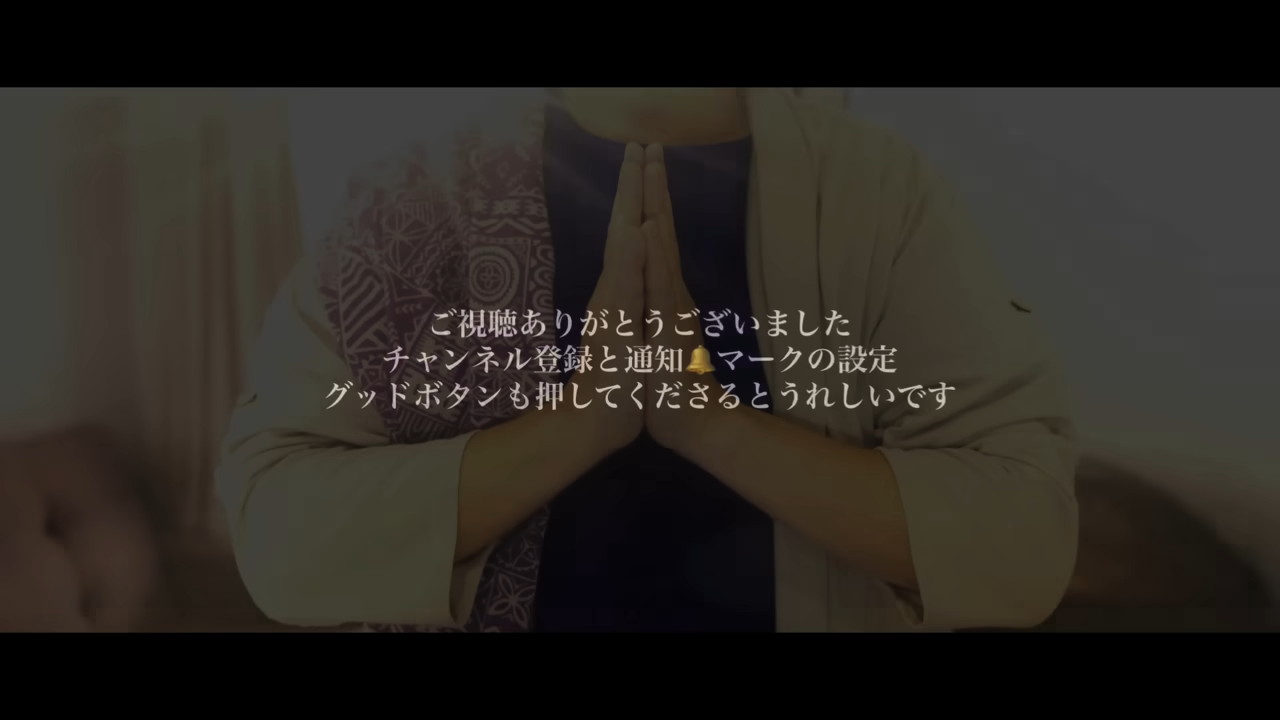 ご視聴ありがとうございました
チャンネル登録と通知🔔マークの設定
グッドボタンも押してくださるとうれしいです